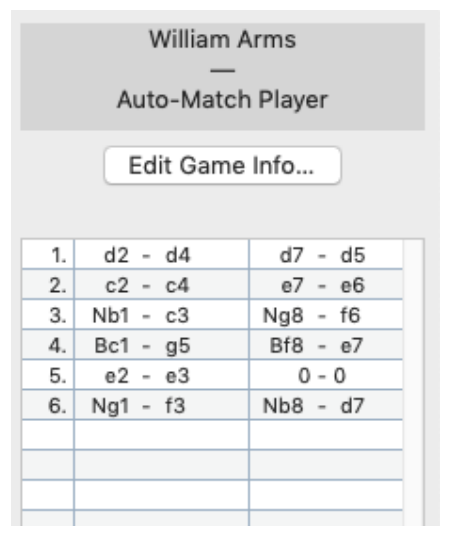 William Arms
—
Auto-Match Player
Edit Game Info...
1. d2 - d4 d7 - d5
2. c2 - c4 e7 - e6
3. Nb1 - c3 Ng8 - f6
4. Bc1 - g5 Bf8 - e7
5. e2 - e3 0 - 0
6. Ng1 - f3 Nb8 - d7